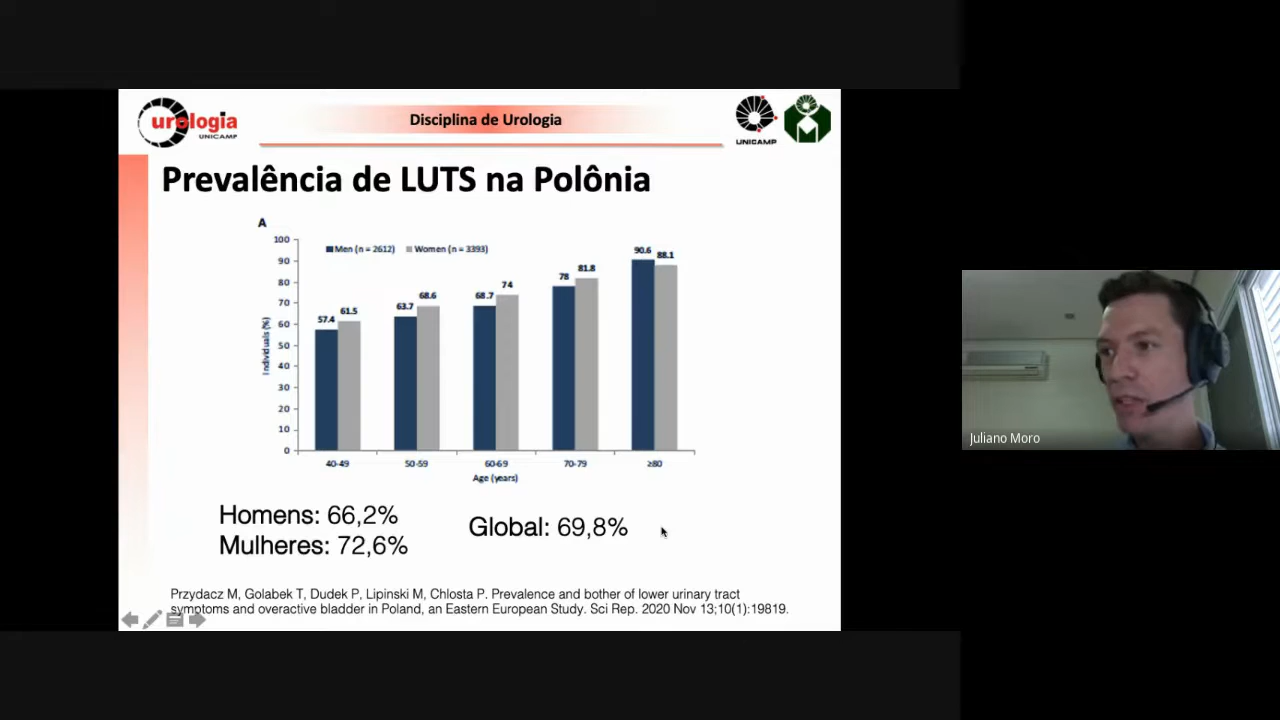 urologia
UNICAMP
Disciplina de Urologia
UNICAMP
Prevalência de LUTS na Polônia
A
Men (n = 2612) Women (n = 3393)
Individuals (%)
100
90
80
70
60
50
40
30
20
10
0
57.4 61.5
63.7 68.6
68.7 74
78 81.8
90.6 88.1
40-49 50-59 60-69 70-79 ≥80
Age (years)
Homens: 66,2%
Mulheres: 72,6%
Global: 69,8%
Przydacz M, Golabek T, Dudek P, Lipinski M, Chlosta P. Prevalence and bother of lower urinary tract
symptoms and overactive bladder in Poland, an Eastern European Study. Sci Rep. 2020 Nov 13;10(1):19819.
Juliano Moro